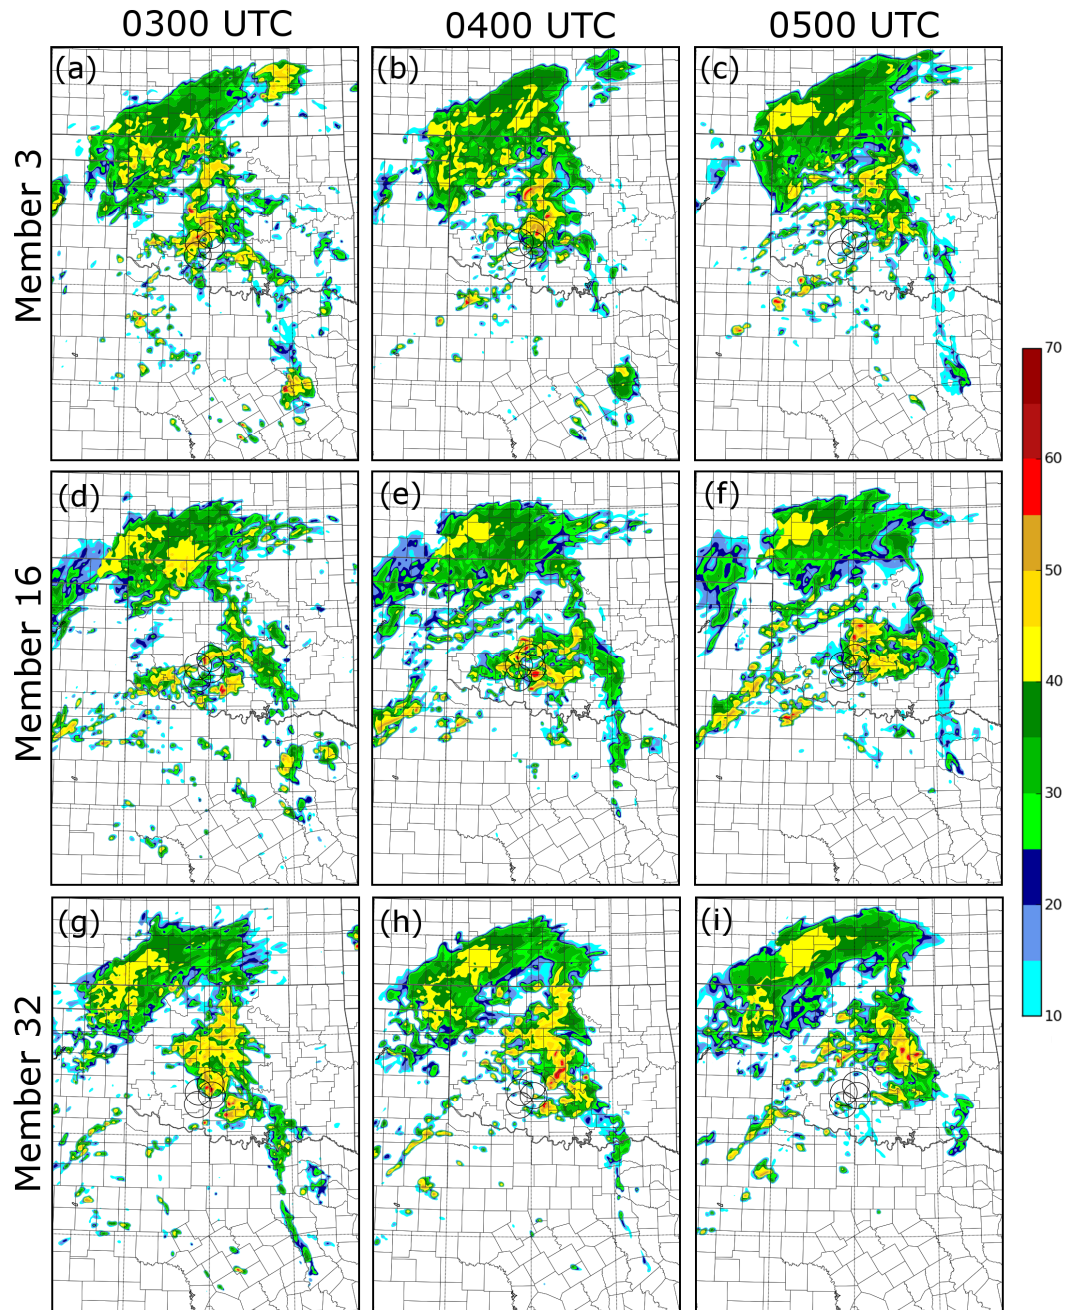 0300 UTC 0400 UTC 0500 UTC
Member 3
(a) (b) (c)
Member 16
(d) (e) (f)
Member 32
(g) (h) (i)
70
60
50
40
30
20
10